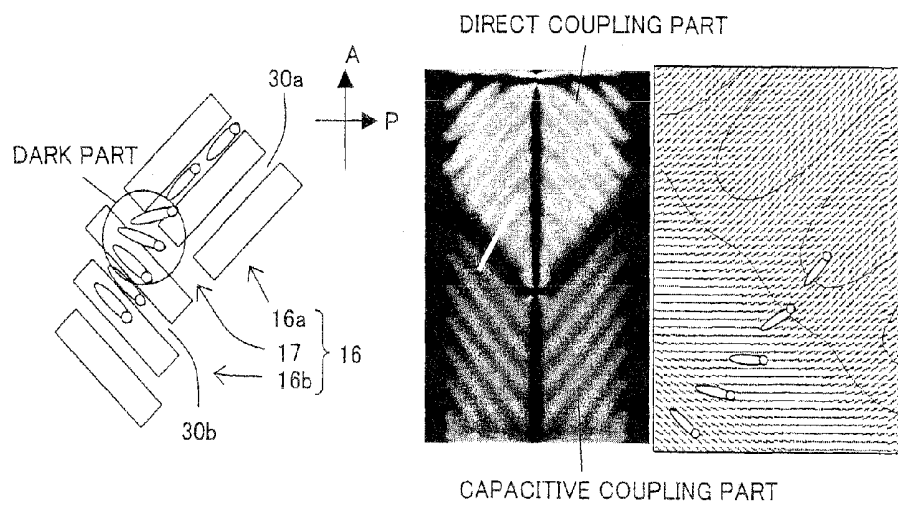 DIRECT COUPLING PART
A
30a
P
DARK PART
16a
17 } 16
16b
30b
CAPACITIVE COUPLING PART